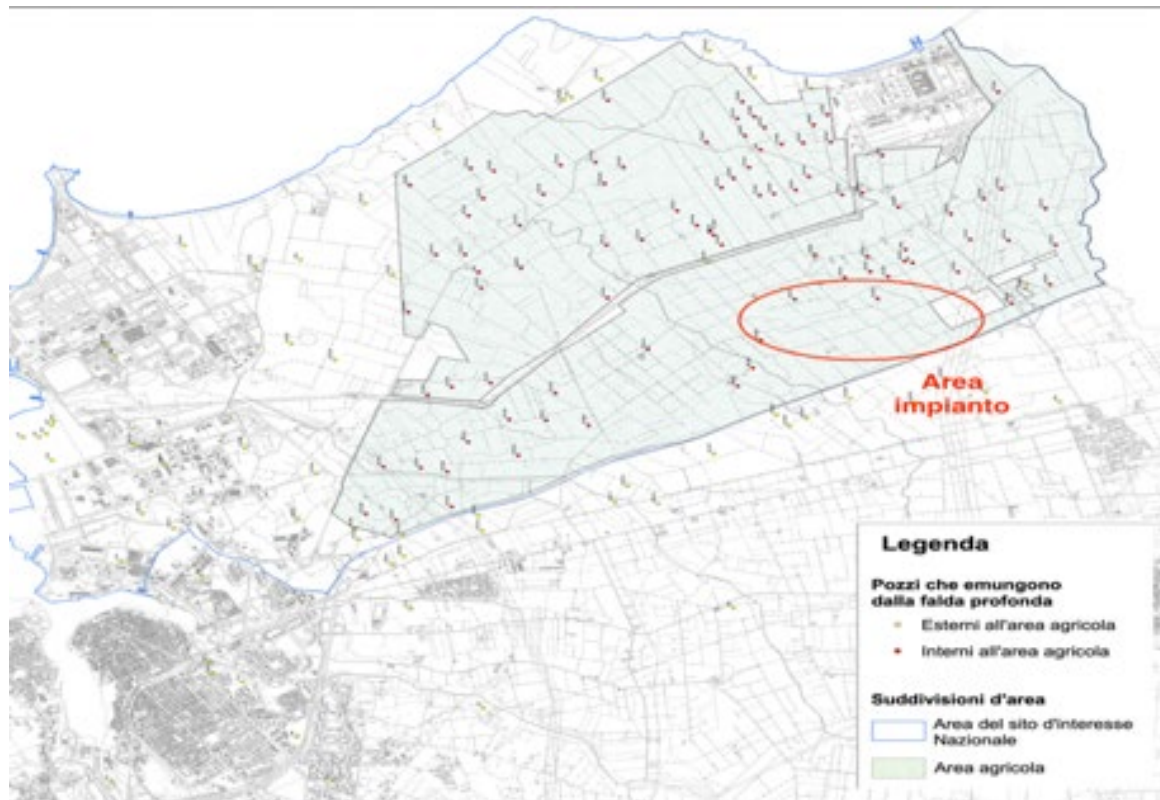 Area
impianto
Legenda
Pozzi che emungono
dalla falda profonda
Esterni all'area agricola
Interni all'area agricola
Suddivisioni d'area
Area del sito d'interesse
Nazionale
Area agricola